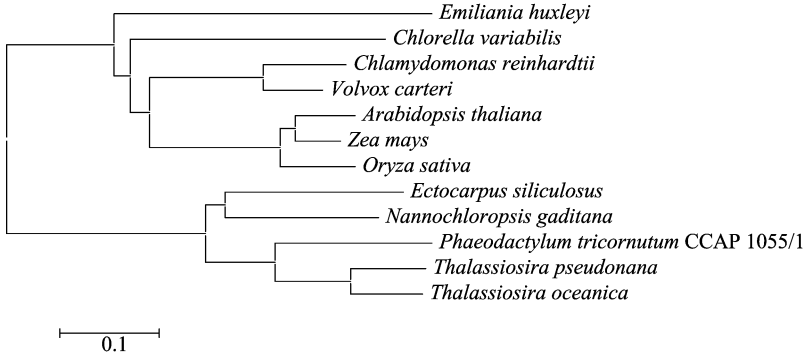 Emiliania huxleyi
Chlorella variabilis
Chlamydomonas reinhardtii
Volvox carteri
Arabidopsis thaliana
Zea mays
Oryza sativa
Ectocarpus siliculosus
Nannochloropsis gaditana
Phaeodactylum tricornutum CCAP 1055/1
Thalassiosira pseudonana
Thalassiosira oceanica
0.1